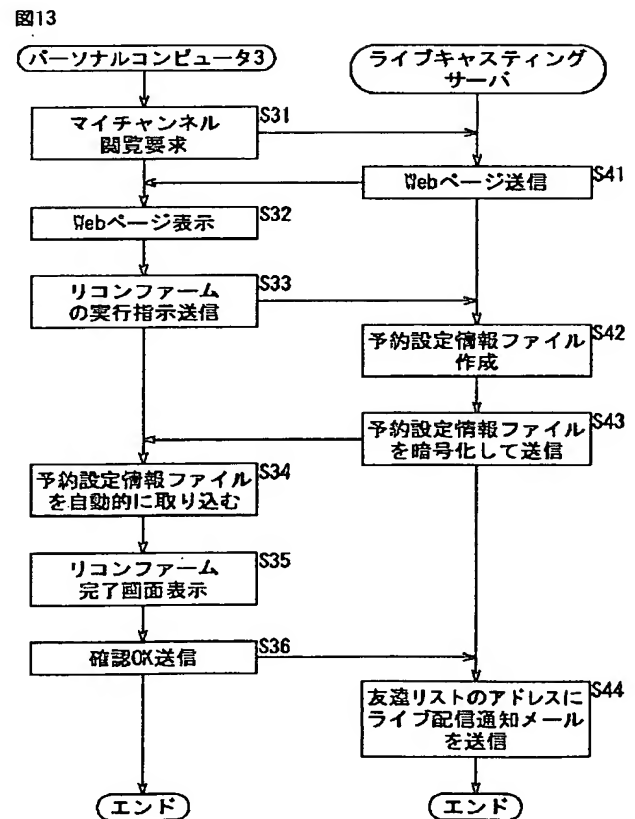 図13
パーソナルコンピュータ3
ライブキャスティング
サーバ
マイチャンネル
閲覧要求
S31
Webページ送信
S41
Webページ表示
S32
リコンファーム
の実行指示送信
S33
予約設定情報ファイル
作成
S42
予約設定情報ファイル
を暗号化して送信
S43
予約設定情報ファイル
を自動的に取り込む
S34
リコンファーム
完了画面表示
S35
確認OK送信
S36
友達リストのアドレスに
ライブ配信通知メール
を送信
S44
エンド
エンド